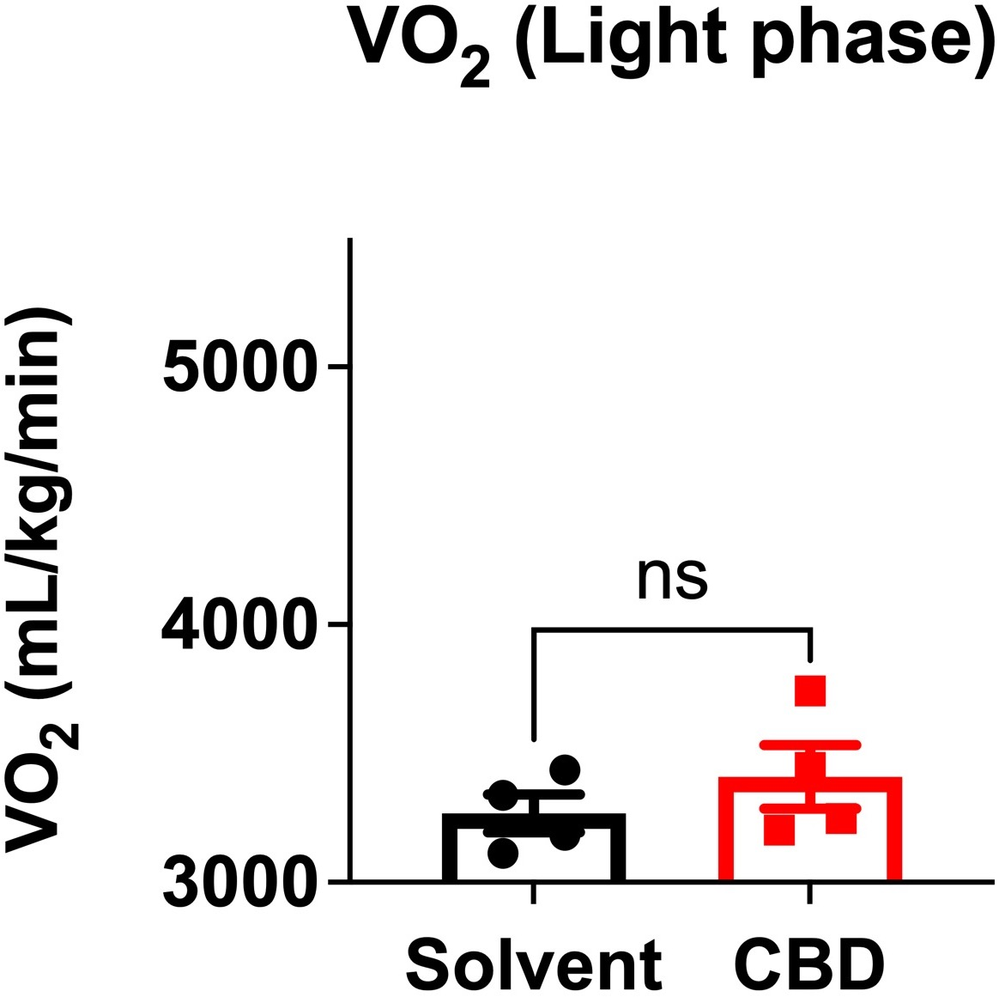 VO₂ (Light phase)
VO₂ (mL/kg/min)
5000
4000
3000
ns
Solvent CBD